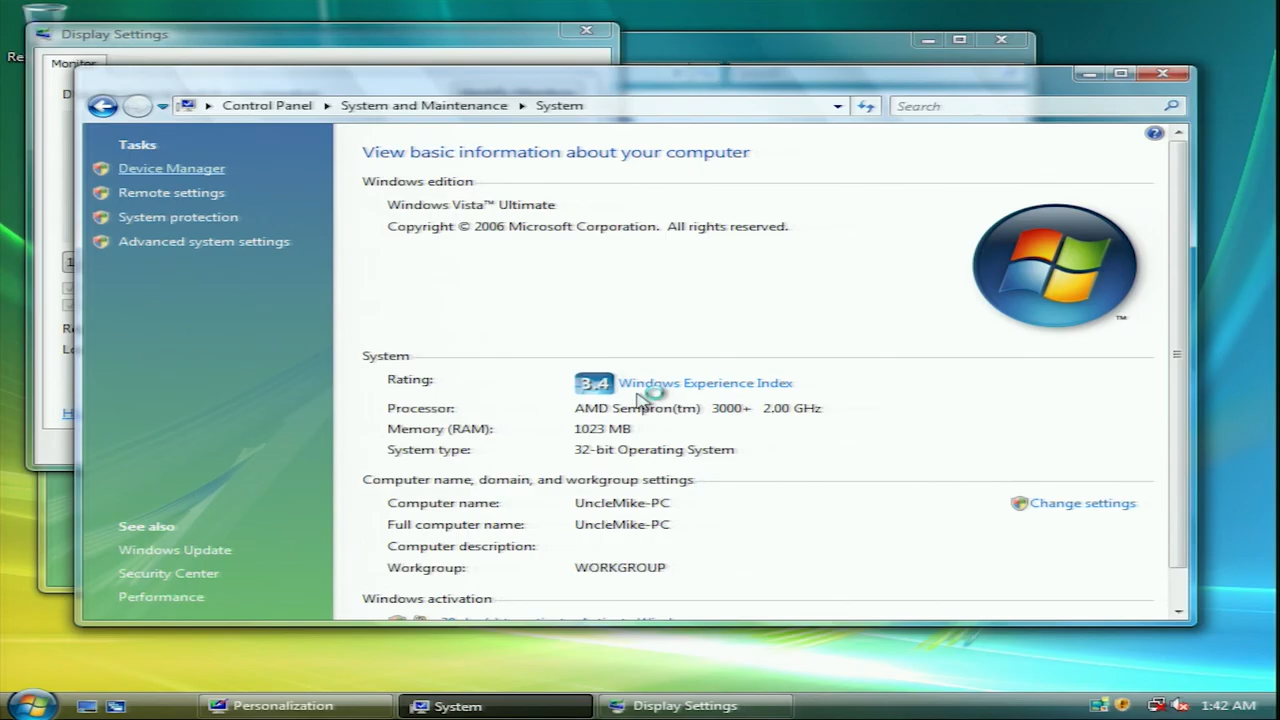 Display Settings
Re
Monitor
Control Panel
System and Maintenance
System
Search
Tasks
Device Manager
Remote settings
System protection
Advanced system settings
See also
Windows Update
Security Center
Performance
View basic information about your computer
Windows edition
Windows Vista™ Ultimate
Copyright © 2006 Microsoft Corporation. All rights reserved.
TM
System
Rating:
3.4 Windows Experience Index
Processor:
AMD Sempron(tm) 3000+ 2.00 GHz
Memory (RAM):
1023 MB
System type:
32-bit Operating System
Computer name, domain, and workgroup settings
Computer name:
UncleMike-PC
Change settings
Full computer name:
UncleMike-PC
Computer description:
Workgroup:
WORKGROUP
Windows activation
Personalization
System
Display Settings
1:42 AM